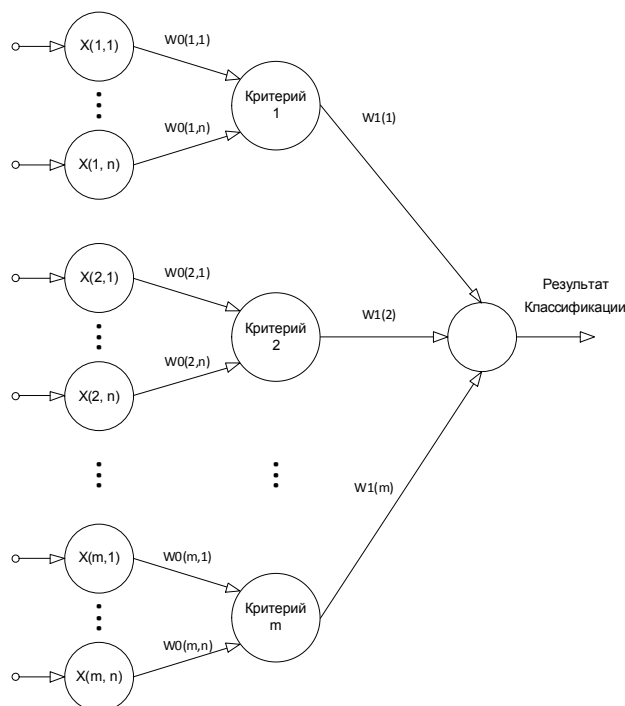 X(1,1)
W0(1,1)
Критерий
1
W0(1,n)
X(1, n)
W1(1)
X(2,1)
W0(2,1)
Критерий
2
W0(2,n)
X(2, n)
W1(2)
Результат
Классификации
W1(m)
X(m,1)
W0(m,1)
Критерий
m
W0(m,n)
X(m, n)